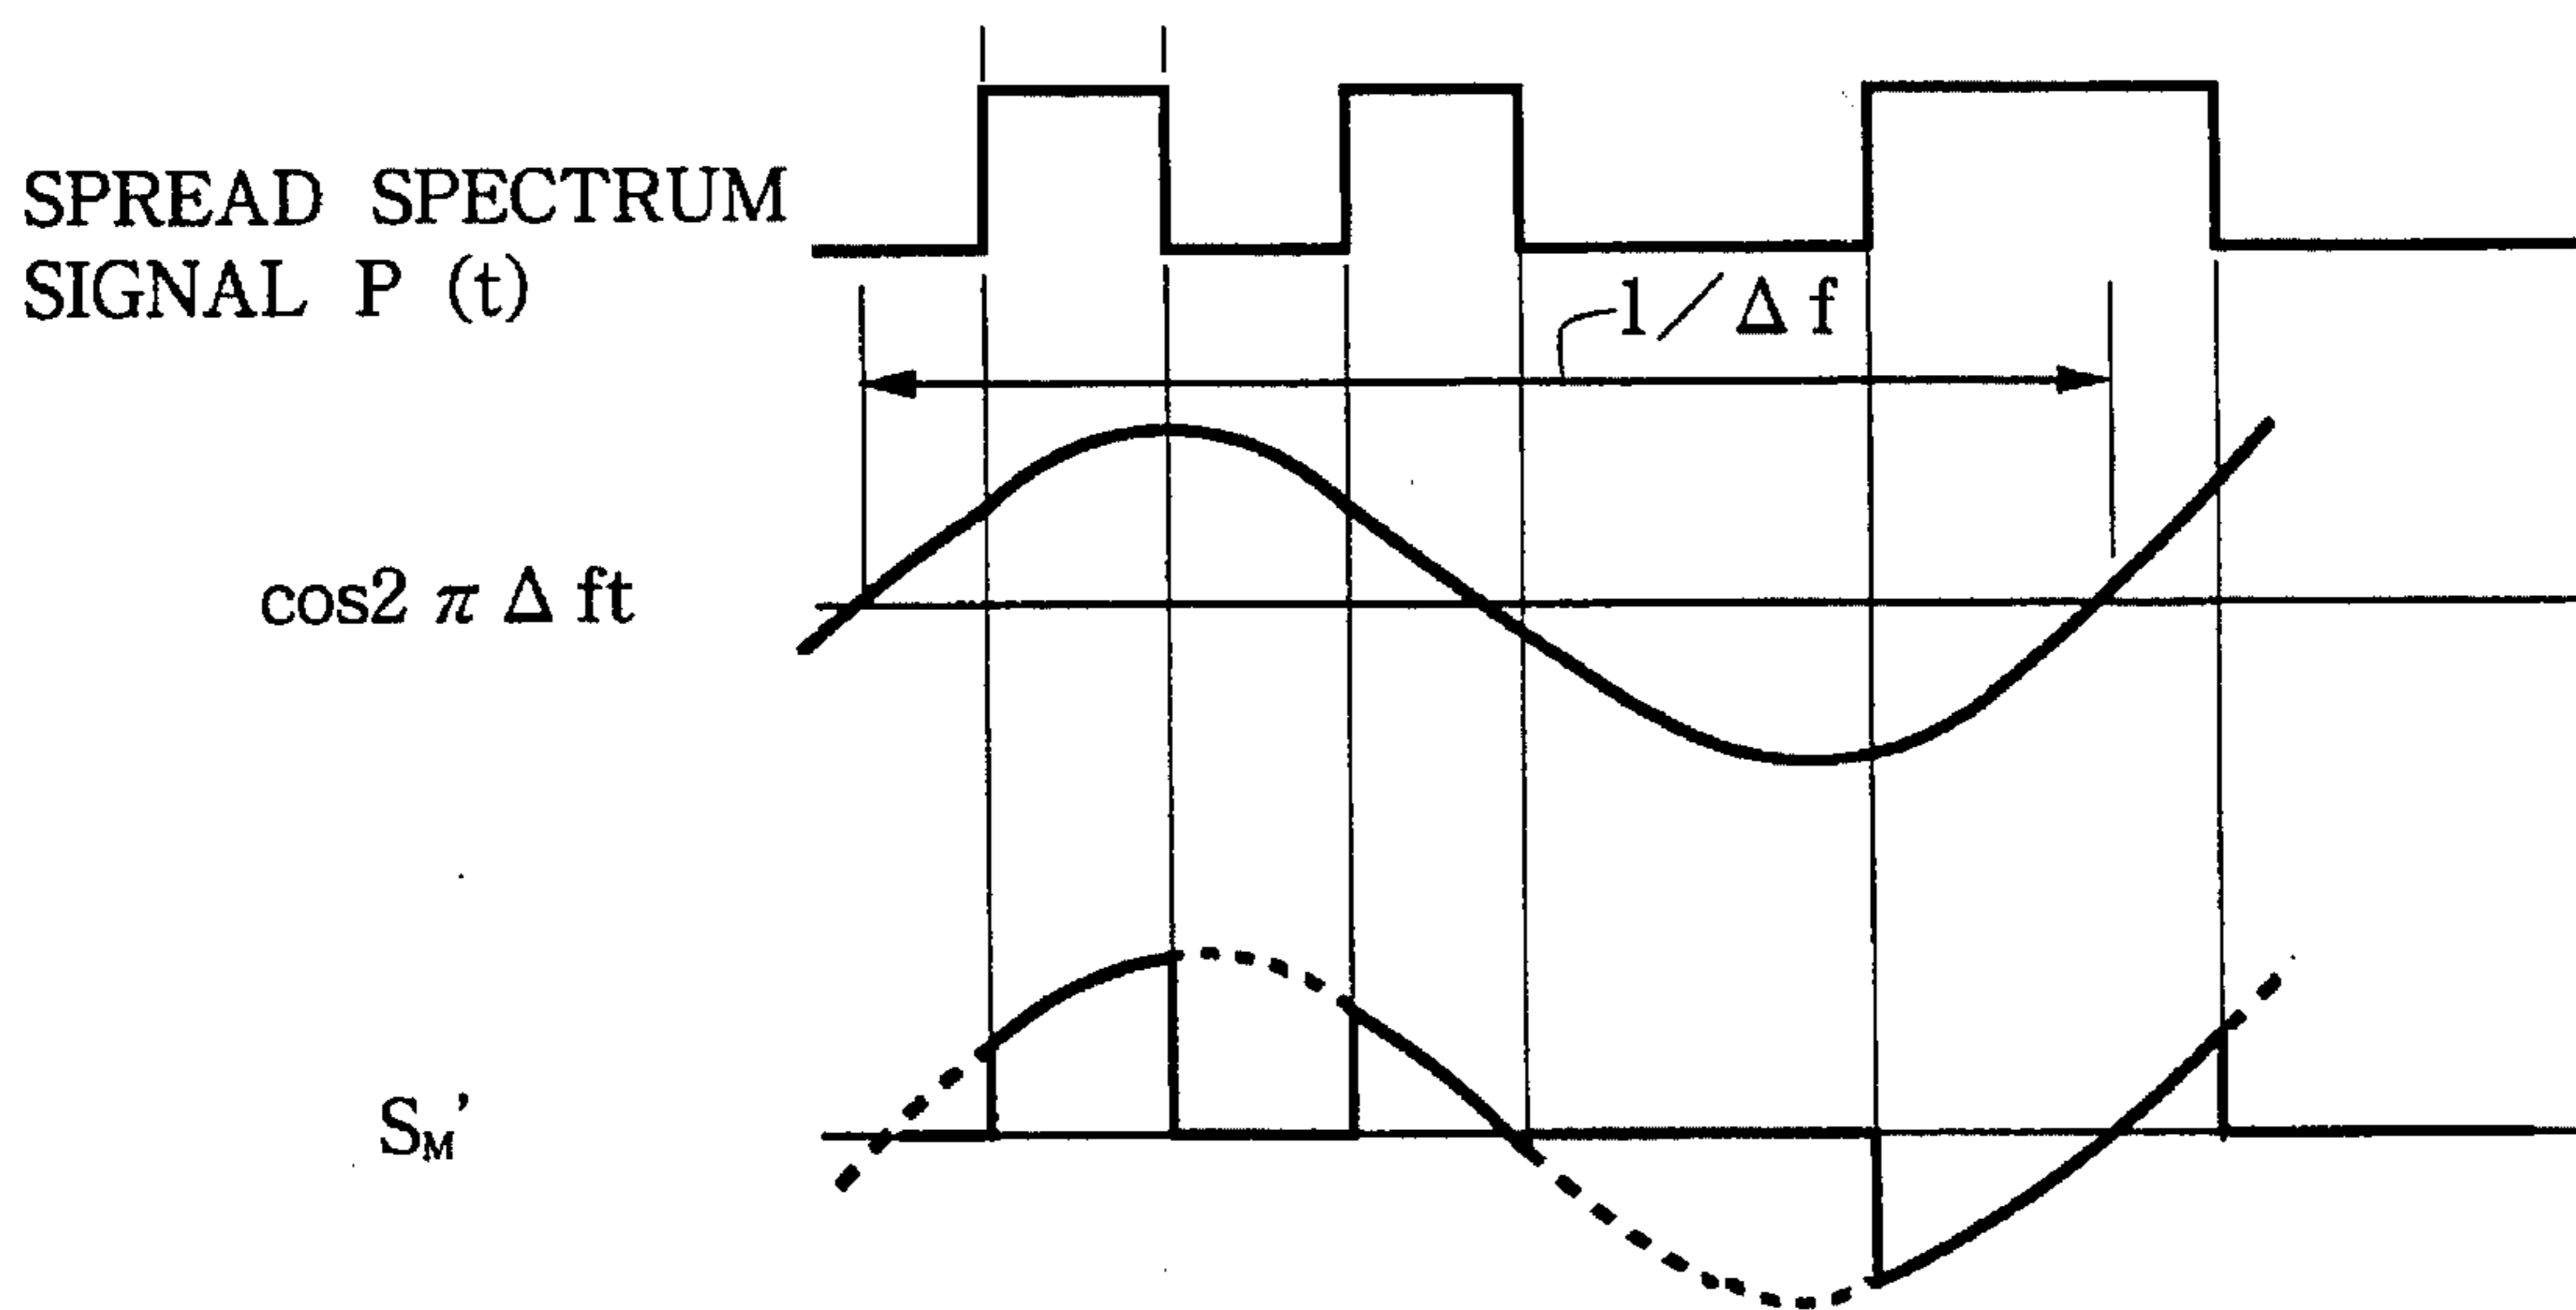 SPREAD SPECTRUM
SIGNAL P (t)
1/Δf
cos2 π Δ ft
S_M'